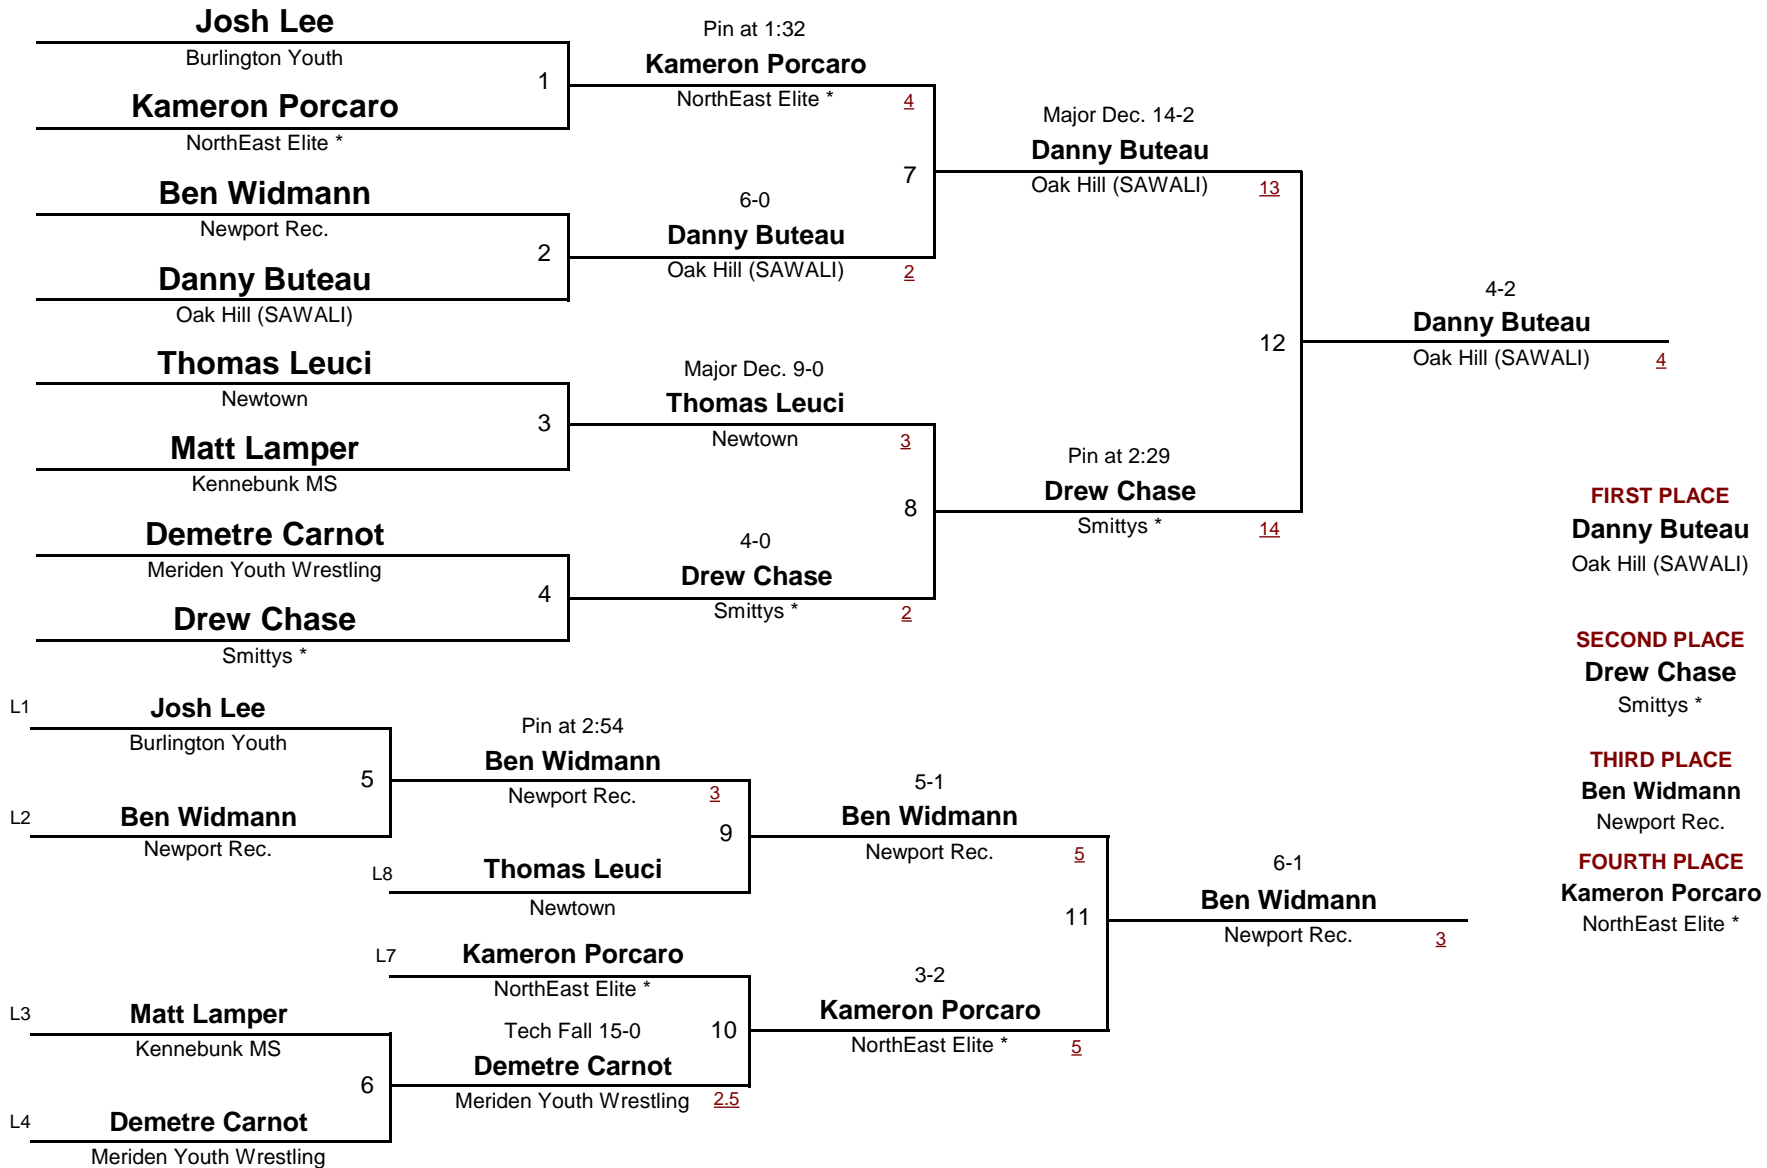 Josh Lee
Burlington Youth
1
Kameron Porcaro
NorthEast Elite *
Pin at 1:32
Kameron Porcaro
NorthEast Elite *
4
Ben Widmann
Newport Rec.
2
Danny Buteau
Oak Hill (SAWALI)
6-0
Danny Buteau
Oak Hill (SAWALI)
2
7
Major Dec. 14-2
Danny Buteau
Oak Hill (SAWALI)
13
Thomas Leuci
Newtown
3
Matt Lamper
Kennebunk MS
Major Dec. 9-0
Thomas Leuci
Newtown
3
Demetre Carnot
Meriden Youth Wrestling
4
Drew Chase
Smittys *
4-0
Drew Chase
Smittys *
2
8
Pin at 2:29
Drew Chase
Smittys *
14
12
4-2
Danny Buteau
Oak Hill (SAWALI)
4
FIRST PLACE
Danny Buteau
Oak Hill (SAWALI)
SECOND PLACE
Drew Chase
Smittys *
THIRD PLACE
Ben Widmann
Newport Rec.
FOURTH PLACE
Kameron Porcaro
NorthEast Elite *
L1
Josh Lee
Burlington Youth
5
L2
Ben Widmann
Newport Rec.
Pin at 2:54
Ben Widmann
Newport Rec.
3
9
L8
Thomas Leuci
Newtown
5-1
Ben Widmann
Newport Rec.
5
L7
Kameron Porcaro
NorthEast Elite *
L3
Matt Lamper
Kennebunk MS
6
L4
Demetre Carnot
Meriden Youth Wrestling
Tech Fall 15-0
10
Demetre Carnot
Meriden Youth Wrestling
2.5
3-2
Kameron Porcaro
NorthEast Elite *
5
11
6-1
Ben Widmann
Newport Rec.
3